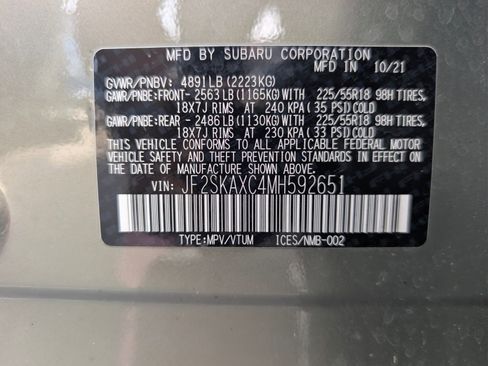 MFD BY SUBARU CORPORATION
MFD IN 10/21
GVWR/PNBV: 4891LB(2223KG)
GAWR/PNBE:FRONT- 2563LB(1165KG)WITH 225/55R18 98H TIRES,
18X7J RIMS AT 240 KPA(35 PSI)COLD
GAWR/PNBE:REAR - 2486LB(1130KG)WITH 225/55R18 98H TIRES,
18X7J RIMS AT 230 KPA(33 PSI)COLD
THIS VEHICLE CONFORMS TO ALL APPLICABLE FEDERAL MOTOR
VEHICLE SAFETY AND THEFT PREVENTION STANDARDS IN EFFECT ON
THE DATE OF MANUFACTURE SHOWN ABOVE.
VIN: JF2SKAXC4MH592651
TYPE:MPV/VTUM ICES/NMB-002